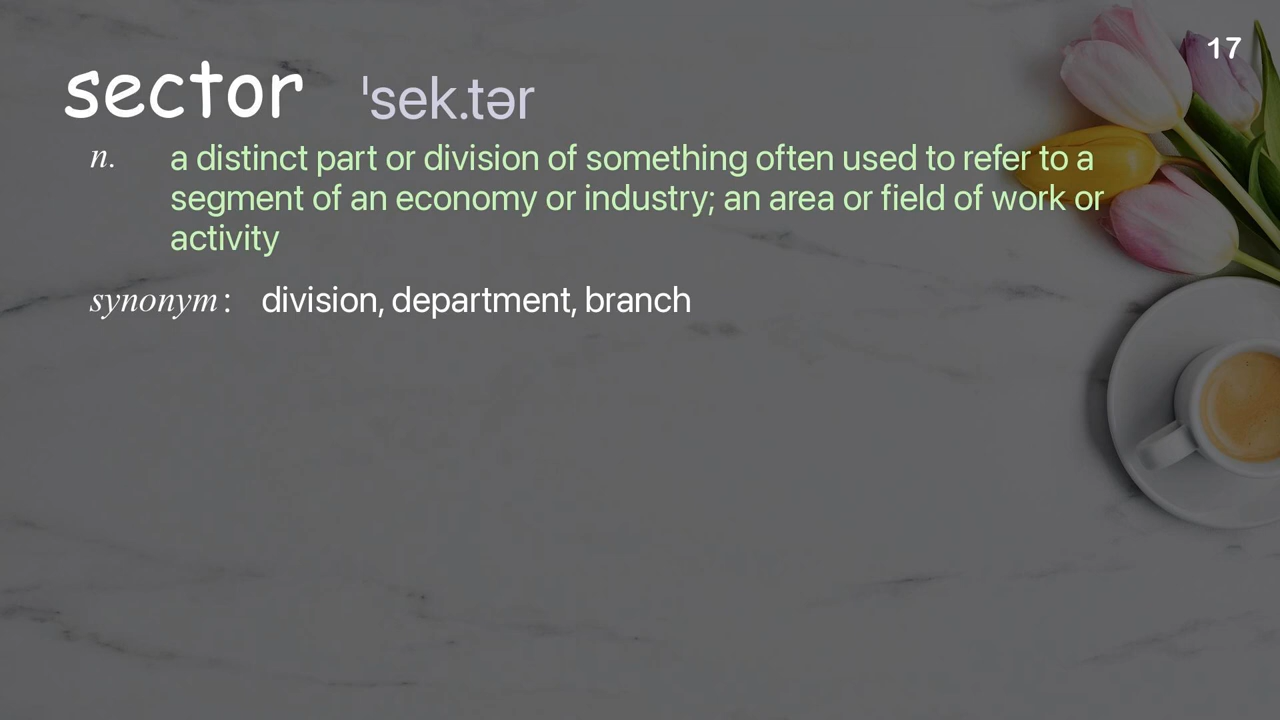 17
sector ˈsek.tər
n. a distinct part or division of something often used to refer to a
segment of an economy or industry; an area or field of work or
activity
synonym: division, department, branch